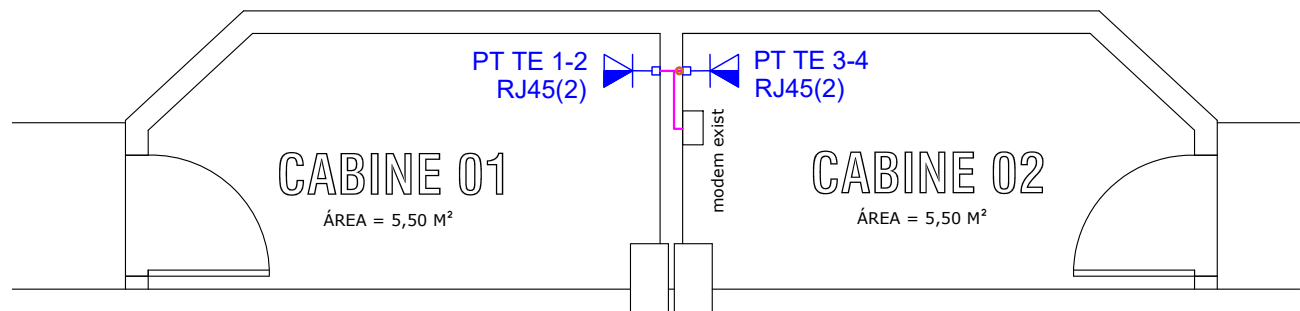 PT TE 1-2
RJ45(2)
PT TE 3-4
RJ45(2)
modem exist
CABINE 01
ÁREA = 5,50 M²
CABINE 02
ÁREA = 5,50 M²